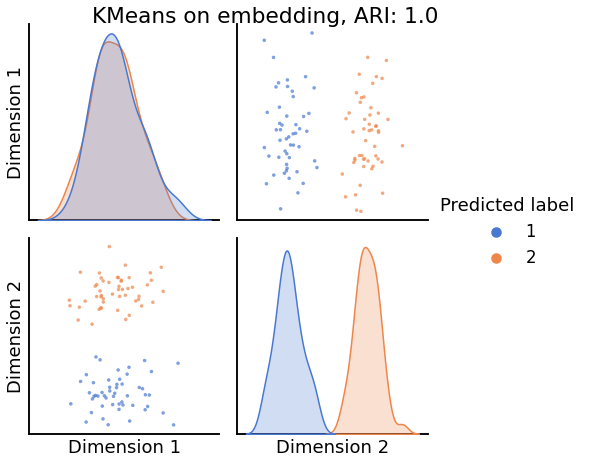 KMeans on embedding, ARI: 1.0
Dimension 1
Predicted label
1
2
Dimension 2
Dimension 1
Dimension 2